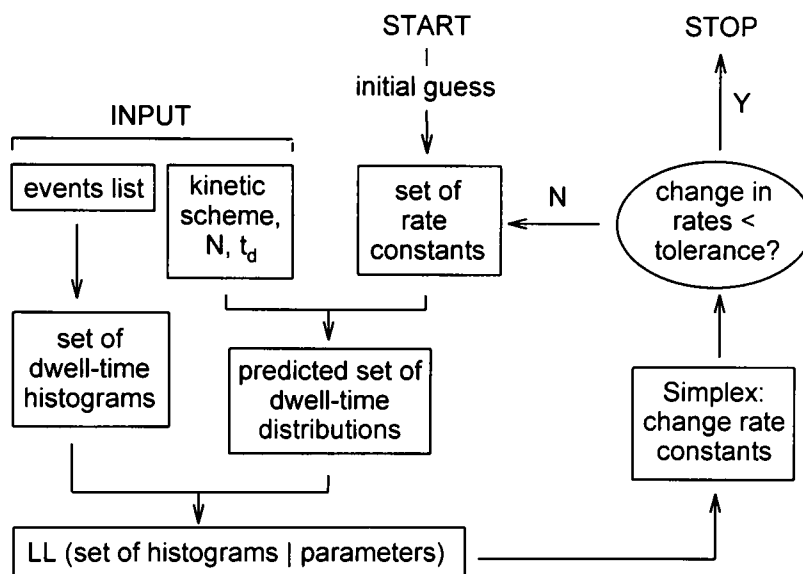 START
initial guess
STOP
Y
INPUT
events list
kinetic
scheme,
N, t_d
set of
rate
constants
N
change in
rates <
tolerance?
set of
dwell-time
histograms
predicted set of
dwell-time
distributions
Simplex:
change rate
constants
LL (set of histograms | parameters)